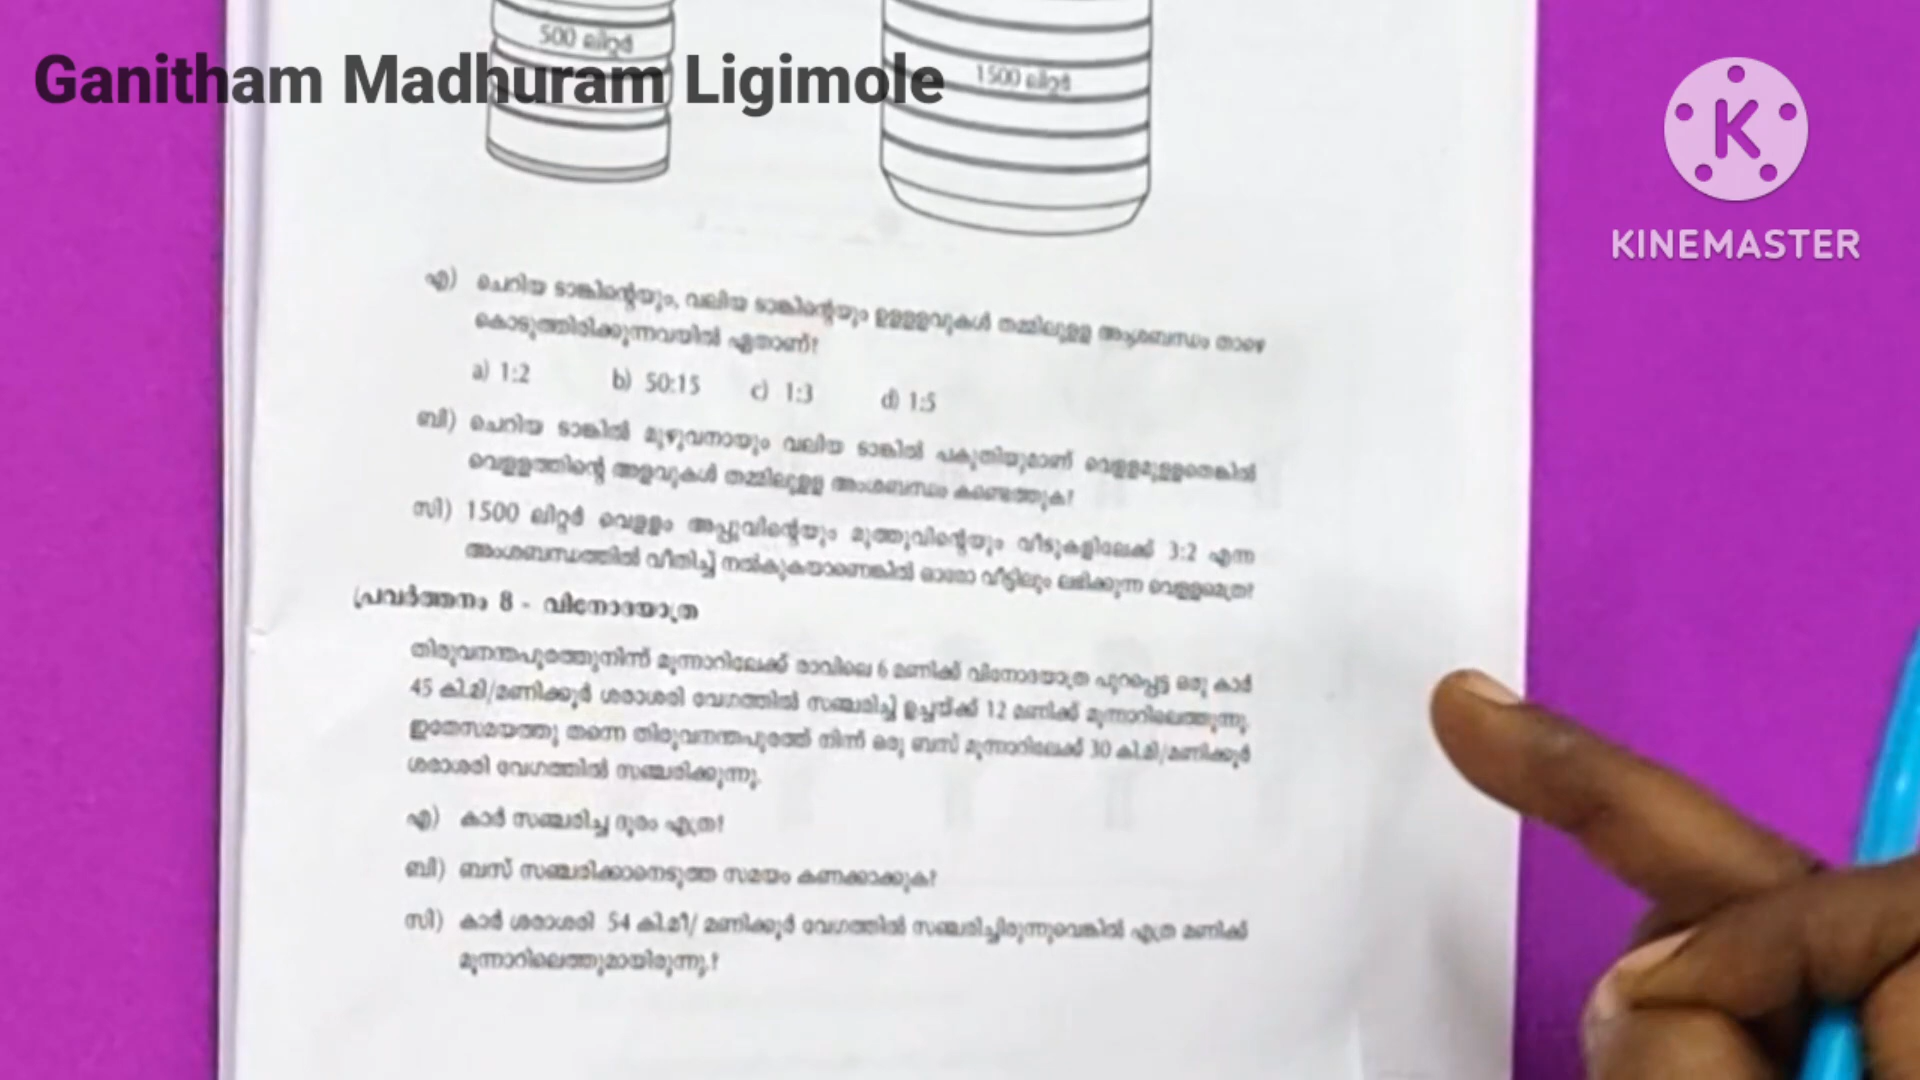 500 ലിറ്റർ
Ganitham Madhuram Ligimole
1500 ലിറ്റർ
KINEMASTER
എ) ചെറിയ ടാങ്കിന്റെയും, വലിയ ടാങ്കിന്റെയും ഉള്ളളവുകൾ തമ്മിലുള്ള അംശബന്ധം താഴെ
കൊടുത്തിരിക്കുന്നവയിൽ ഏതാണ്?
a) 1:2 b) 50:15 c) 1:3 d) 1:5
ബി) ചെറിയ ടാങ്കിൽ മുഴുവനായും വലിയ ടാങ്കിൽ പകുതിയുമാണ് വെള്ളമുള്ളതെങ്കിൽ
വെള്ളത്തിന്റെ അളവുകൾ തമ്മിലുള്ള അംശബന്ധം കണ്ടെത്തുക?
സി) 1500 ലിറ്റർ വെള്ളം അപ്പുവിന്റെയും മുത്തുവിന്റെയും വീടുകളിലേക്ക് 3:2 എന്ന
അംശബന്ധത്തിൽ വീതിച്ച് നൽകുകയാണെങ്കിൽ ഓരോ വീട്ടിലും ലഭിക്കുന്ന വെള്ളമെത്ര?
പ്രവർത്തനം 8 - വിനോദയാത്ര
തിരുവനന്തപുരത്തുനിന്ന് മൂന്നാറിലേക്ക് രാവിലെ 6 മണിക്ക് വിനോദയാത്ര പുറപ്പെട്ട ഒരു കാർ
45 കി.മി/മണിക്കൂർ ശരാശരി വേഗത്തിൽ സഞ്ചരിച്ച് ഉച്ചയ്ക്ക് 12 മണിക്ക് മൂന്നാറിലെത്തുന്നു.
ഇതേസമയത്തു തന്നെ തിരുവനന്തപുരത്ത് നിന്ന് ഒരു ബസ് മൂന്നാറിലേക്ക് 30 കി.മി/മണിക്കൂർ
ശരാശരി വേഗത്തിൽ സഞ്ചരിക്കുന്നു.
എ) കാർ സഞ്ചരിച്ച ദൂരം എത്ര?
ബി) ബസ് സഞ്ചരിക്കാനെടുത്ത സമയം കണക്കാക്കുക?
സി) കാർ ശരാശരി 54 കി.മീ/ മണിക്കൂർ വേഗത്തിൽ സഞ്ചരിച്ചിരുന്നുവെങ്കിൽ എത്ര മണിക്ക്
മൂന്നാറിലെത്തുമായിരുന്നു.?